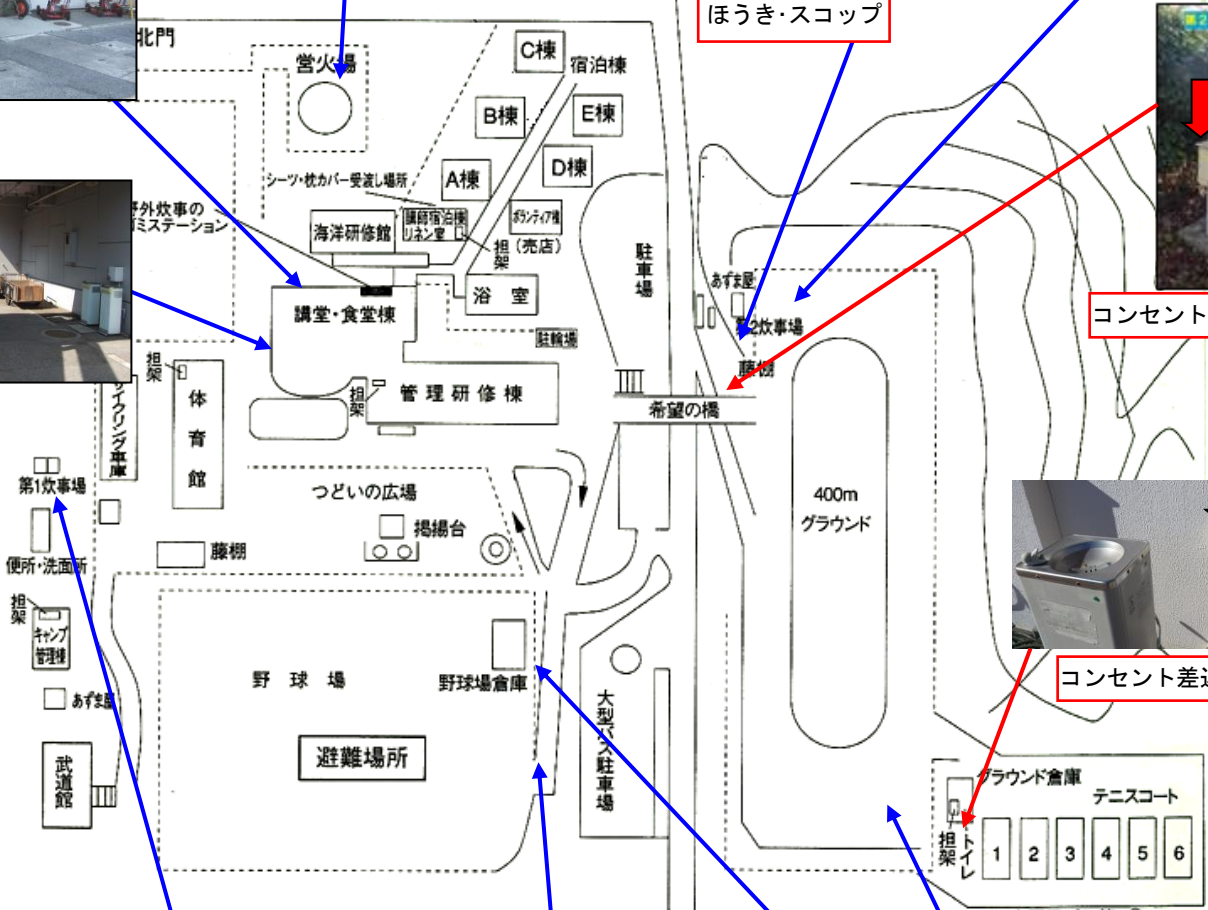 ほうき・スコップ
北門
営火場
C棟
宿泊棟
B棟
E棟
A棟
D棟
シーツ・枕カバー受渡し場所
野外炊事の
ゴミステーション
海洋研修館
講師宿泊棟
リネン室
担架
ボランティア棟
(売店)
駐車場
あずま屋
第2炊事場
藤棚
コンセント
浴室
講堂・食堂棟
駐輪場
担架
体育館
担架
管理研修棟
希望の橋
サイクリング車庫
第1炊事場
つどいの広場
掲揚台
400m
グラウンド
便所・洗面所
藤棚
担架
キャンプ
管理棟
あずま屋
野球場
野球場倉庫
コンセント差込
避難場所
大型バス駐車場
武道館
グラウンド倉庫
テニスコート
担架
トイレ
1 2 3 4 5 6